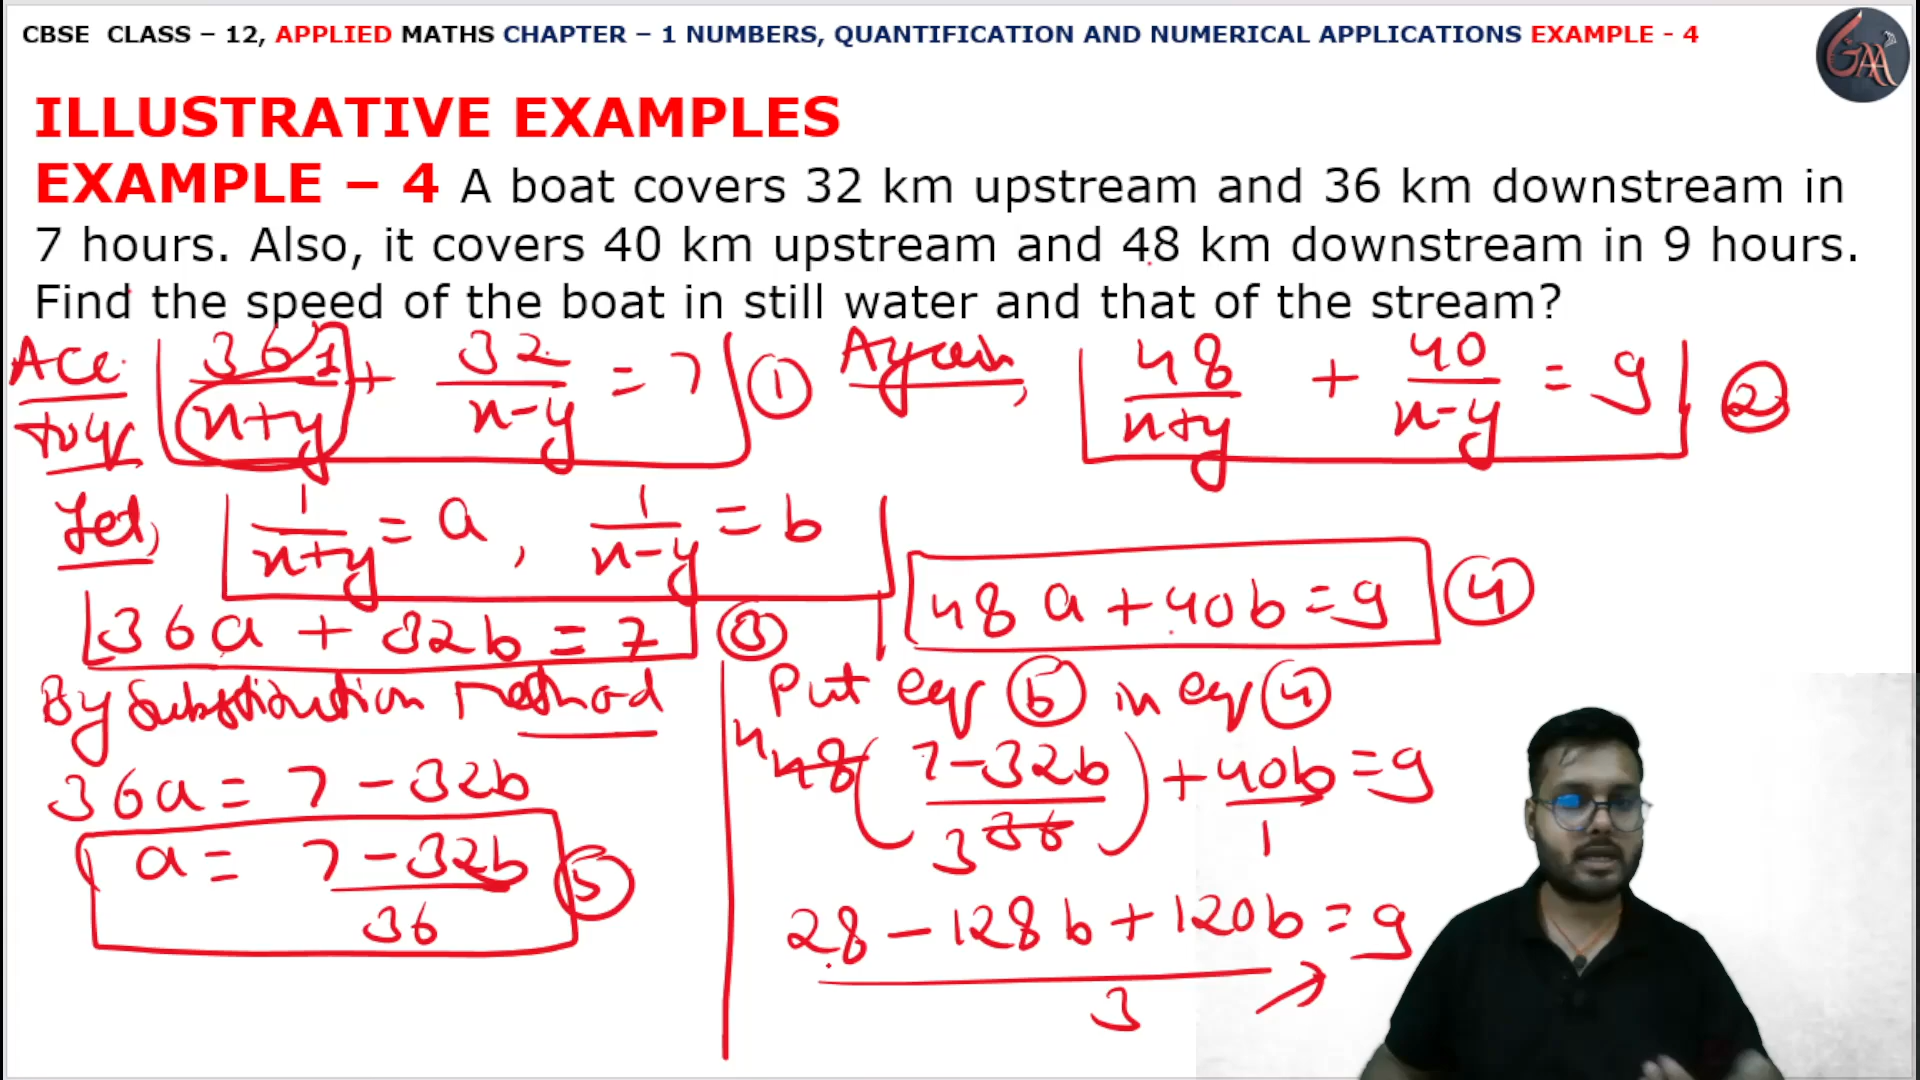 CBSE CLASS – 12, APPLIED MATHS CHAPTER – 1 NUMBERS, QUANTIFICATION AND NUMERICAL APPLICATIONS EXAMPLE - 4
ILLUSTRATIVE EXAMPLES
EXAMPLE – 4 A boat covers 32 km upstream and 36 km downstream in
7 hours. Also, it covers 40 km upstream and 48 km downstream in 9 hours.
Find the speed of the boat in still water and that of the stream?
Acc. to qs 36/(x+y) + 32/(x-y) = 7 ① Again, 48/(x+y) + 40/(x-y) = 9 ②
Let, 1/(x+y) = a, 1/(x-y) = b
36a + 32b = 7 ③ 48a + 40b = 9 ④
By Substitution method
36a = 7 - 32b
a = (7 - 32b)/36 ⑤
Put eq ⑤ in eq ④
4 48((7 - 32b)/3 36) + 40b/1 = 9
(28 - 128b + 120b)/3 = 9